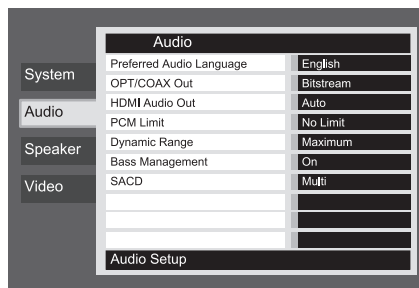 Audio
System
Audio
Speaker
Video
Preferred Audio Language English
OPT/COAX Out Bitstream
HDMI Audio Out Auto
PCM Limit No Limit
Dynamic Range Maximum
Bass Management On
SACD Multi
Audio Setup